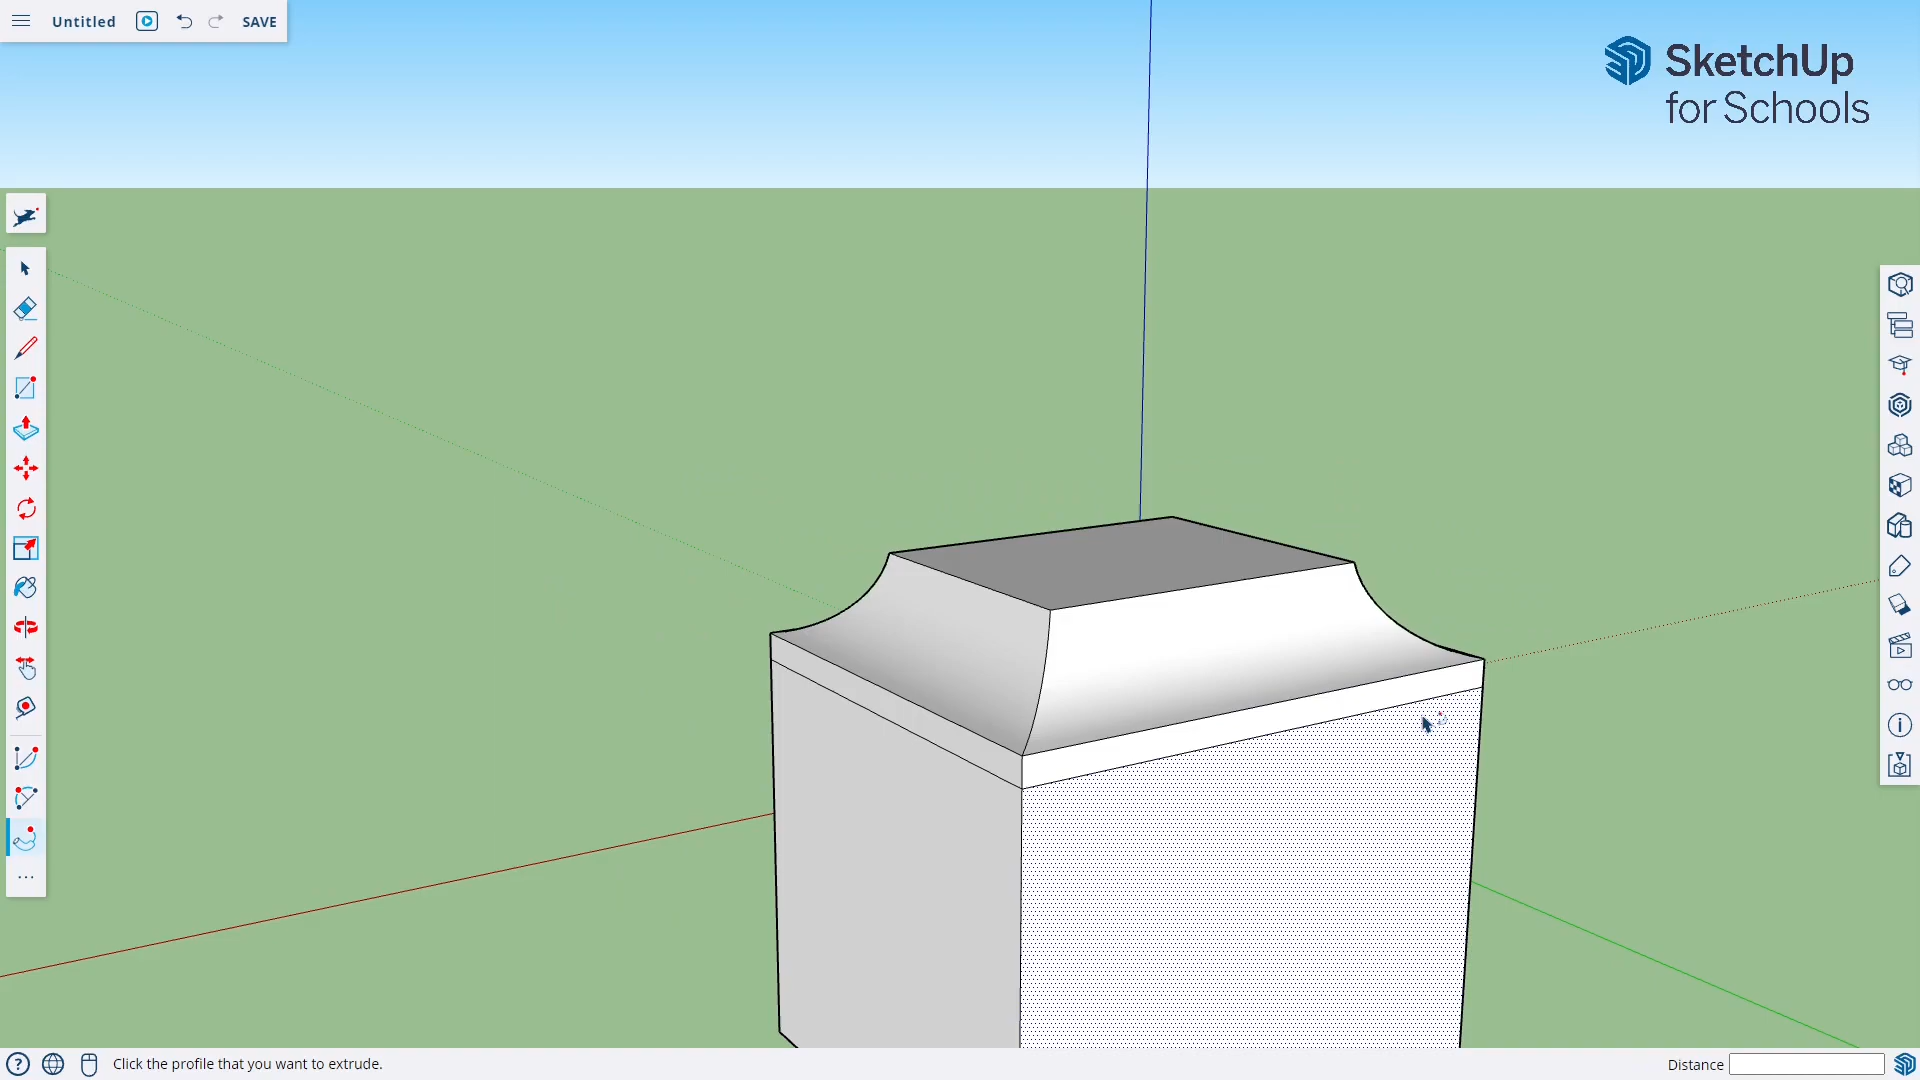 Untitled
SAVE
SketchUp
for Schools
Click the profile that you want to extrude.
Distance